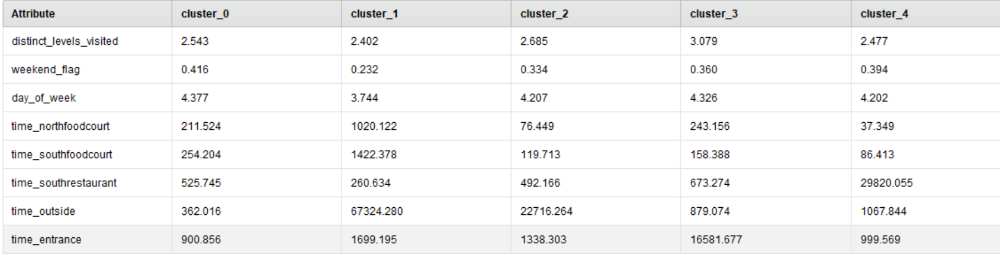 Attribute cluster_0 cluster_1 cluster_2 cluster_3 cluster_4
distinct_levels_visited 2.543 2.402 2.685 3.079 2.477
weekend_flag 0.416 0.232 0.334 0.360 0.394
day_of_week 4.377 3.744 4.207 4.326 4.202
time_northfoodcourt 211.524 1020.122 76.449 243.156 37.349
time_southfoodcourt 254.204 1422.378 119.713 158.388 86.413
time_southrestaurant 525.745 260.634 492.166 673.274 29820.055
time_outside 362.016 67324.280 22716.264 879.074 1067.844
time_entrance 900.856 1699.195 1338.303 16581.677 999.569